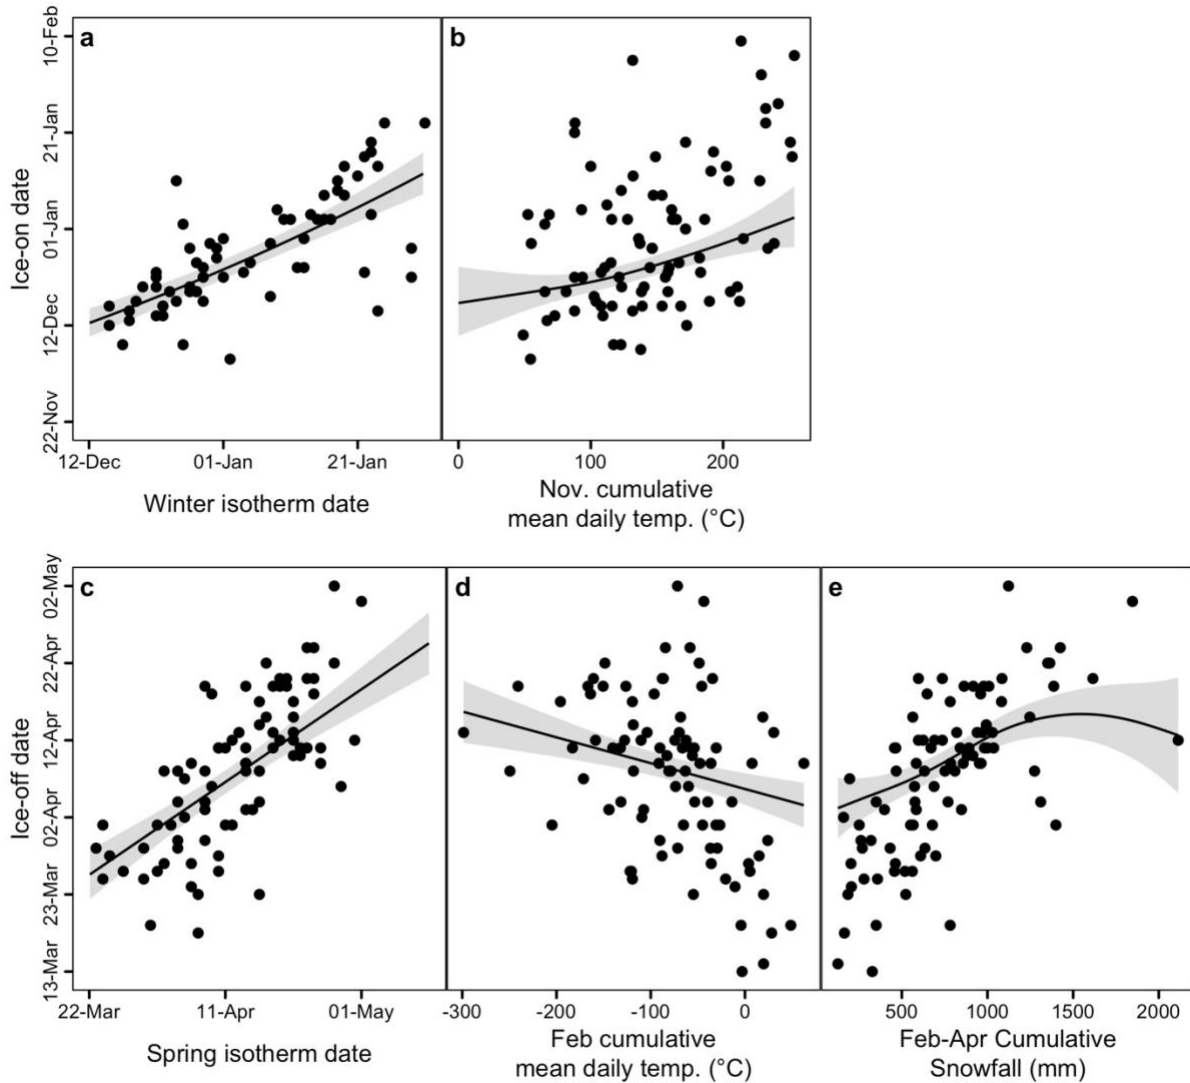 a
b
Ice-on date
10-Feb
21-Jan
01-Jan
12-Dec
22-Nov
12-Dec
01-Jan
21-Jan
0
100
200
Winter isotherm date
Nov. cumulative
mean daily temp. (°C)
c
d
e
Ice-off date
02-May
22-Apr
12-Apr
02-Apr
23-Mar
13-Mar
22-Mar
11-Apr
01-May
-300
-200
-100
0
500
1000
1500
2000
Spring isotherm date
Feb cumulative
mean daily temp. (°C)
Feb-Apr Cumulative
Snowfall (mm)